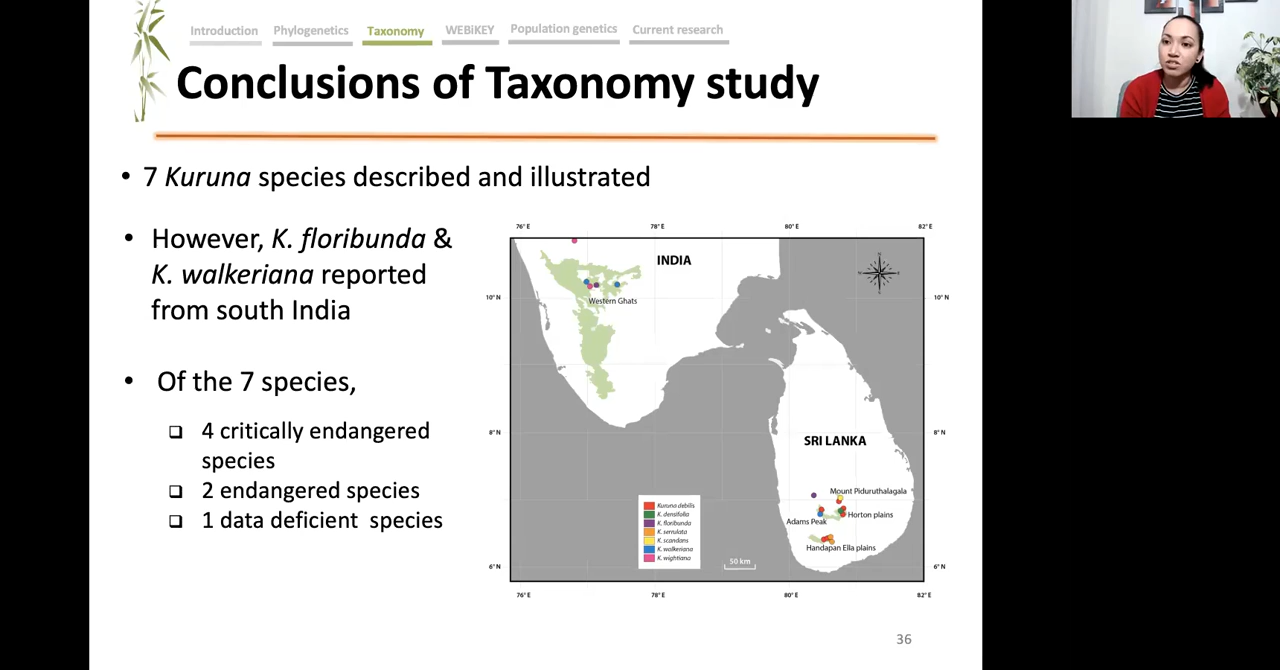 Introduction Phylogenetics Taxonomy WEBiKEY Population genetics Current research
Conclusions of Taxonomy study
• 7 Kuruna species described and illustrated
• However, K. floribunda &
K. walkeriana reported
from south India
• Of the 7 species,
❑ 4 critically endangered
species
❑ 2 endangered species
❑ 1 data deficient species
76° E 78° E 80° E 82° E
INDIA
10° N 10° N
Western Ghats
8° N 8° N
SRI LANKA
Mount Piduruthalagala
Horton plains
Adams Peak
Handapan Ella plains
Kuruna debilis
K. densifolia
K. floribunda
K. serrulata
K. scandens
K. walkeriana
K. wightiana
50 km
6° N 6° N
76° E 78° E 80° E 82° E
36